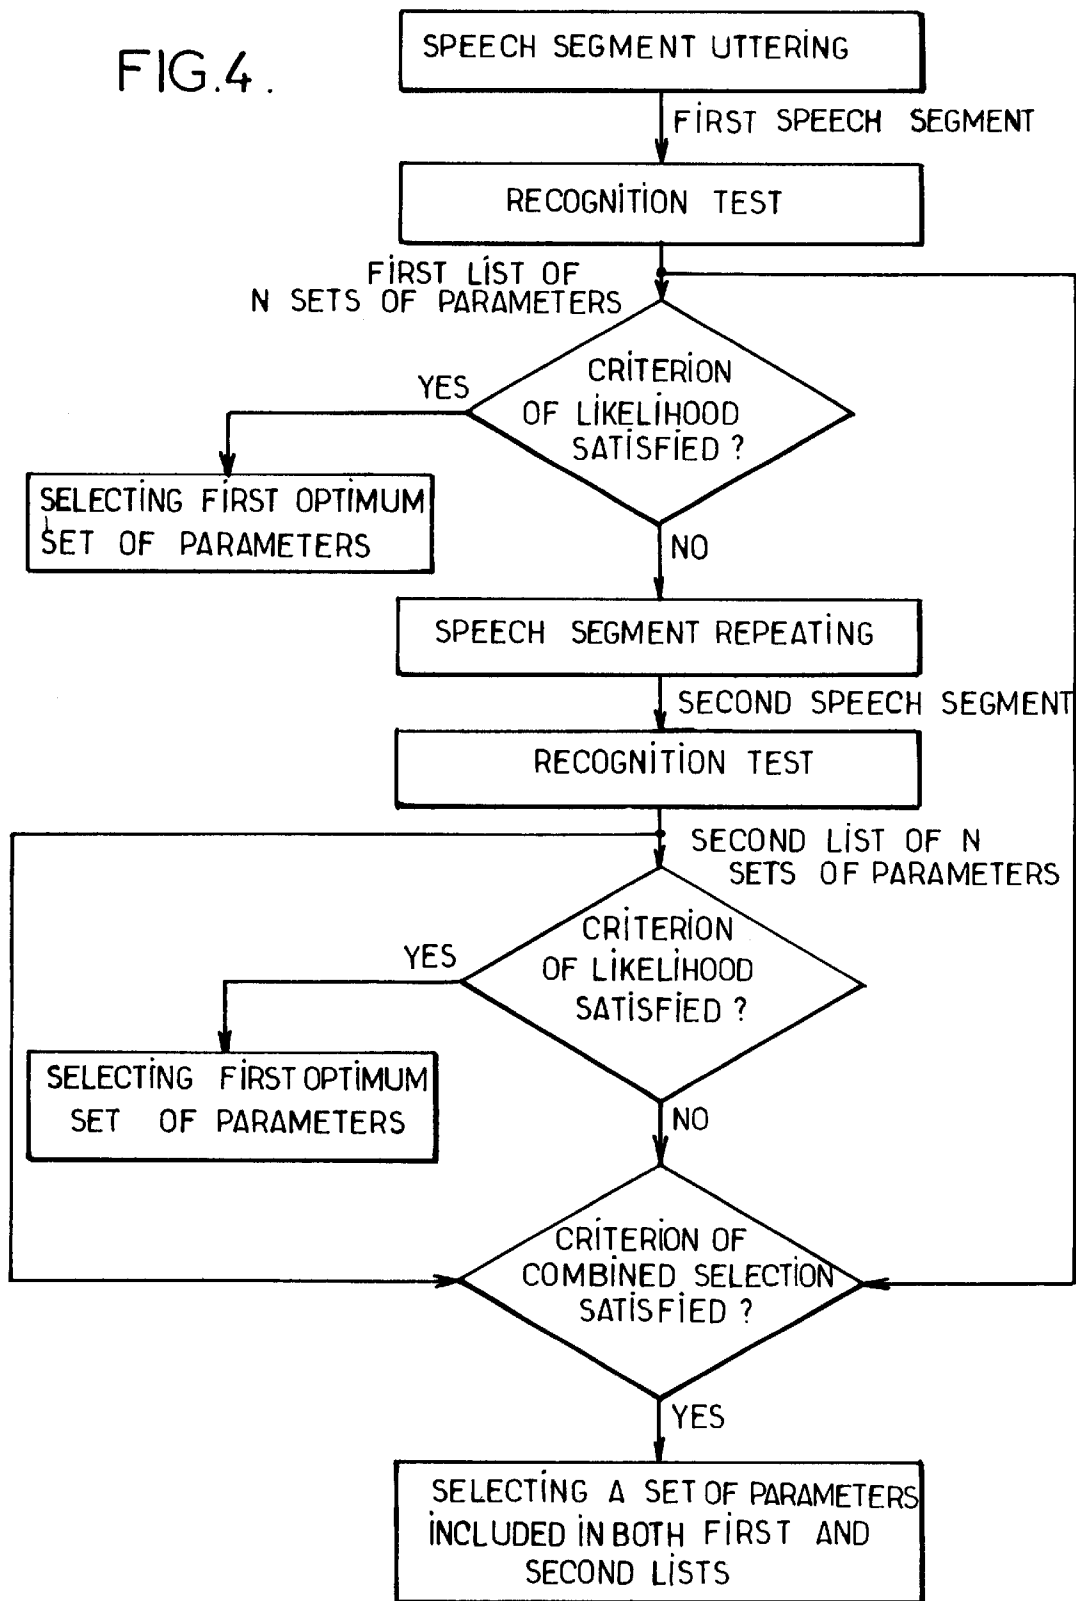 FIG.4.
SPEECH SEGMENT UTTERING
FIRST SPEECH SEGMENT
RECOGNITION TEST
FIRST LIST OF
N SETS OF PARAMETERS
CRITERION
OF LIKELIHOOD
SATISFIED ?
YES
SELECTING FIRST OPTIMUM
SET OF PARAMETERS
NO
SPEECH SEGMENT REPEATING
SECOND SPEECH SEGMENT
RECOGNITION TEST
SECOND LIST OF N
SETS OF PARAMETERS
CRITERION
OF LIKELIHOOD
SATISFIED ?
YES
SELECTING FIRST OPTIMUM
SET OF PARAMETERS
NO
CRITERION OF
COMBINED SELECTION
SATISFIED ?
YES
SELECTING A SET OF PARAMETERS
INCLUDED IN BOTH FIRST AND
SECOND LISTS